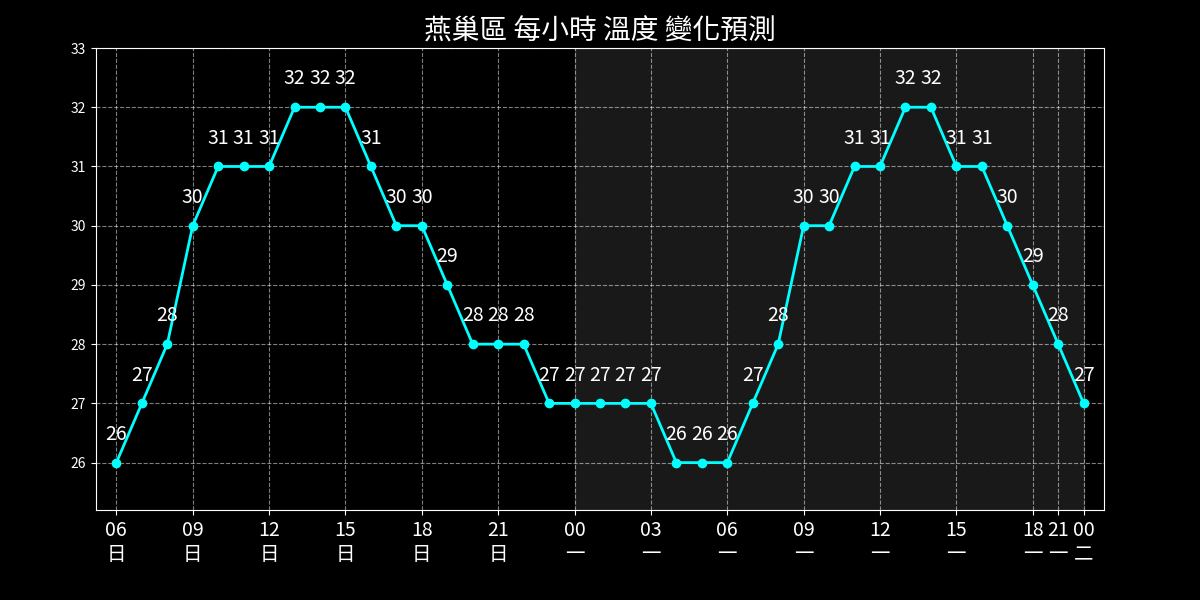 燕巢區 每小時 溫度 變化預測
33
32 32 32 32 32
32
31 31 31 31 31 31 31 31
31
30 30 30 30 30 30
30
29 29
29
28 28 28 28 28 28
28
27 27 27 27 27 27 27 27
27
26 26 26 26
26
06 09 12 15 18 21 00 03 06 09 12 15 18 21 00
日 日 日 日 日 日 一 一 一 一 一 一 一 一 二